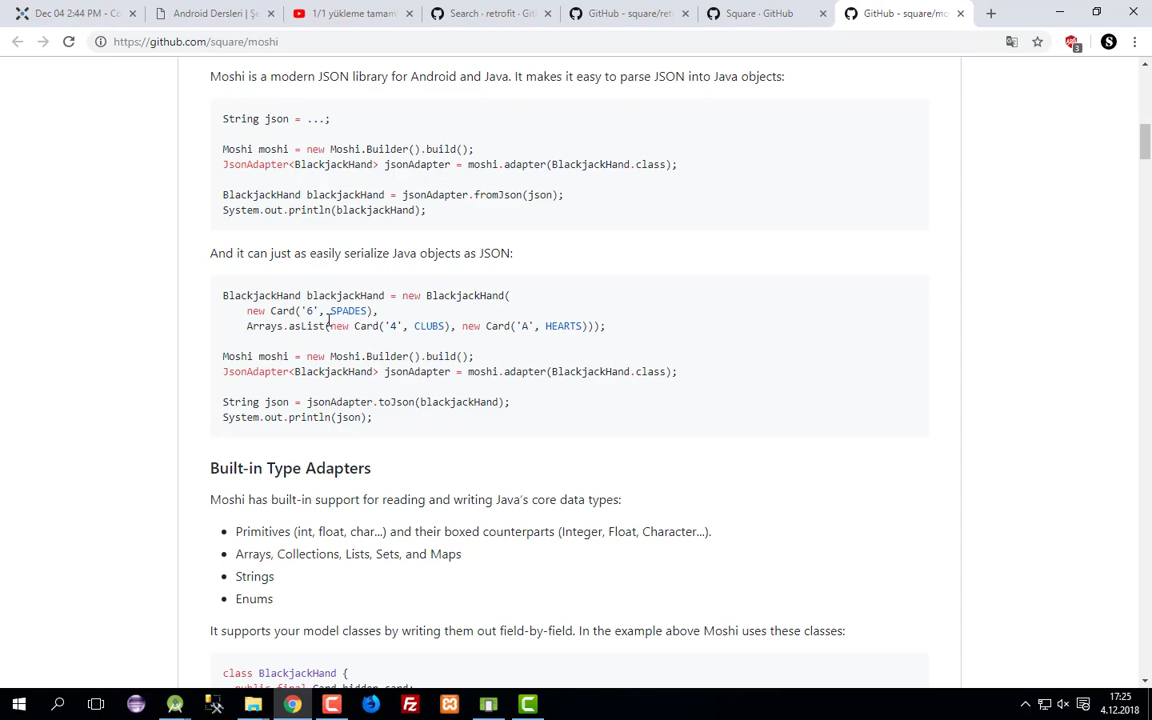 Dec 04 2:44 PM - Co
Android Dersleri | Şe
1/1 yükleme tamam
Search · retrofit · Git
GitHub - square/ret
Square · GitHub
GitHub - square/mo
https://github.com/square/moshi
3
S
Moshi is a modern JSON library for Android and Java. It makes it easy to parse JSON into Java objects:
String json = ...;
Moshi moshi = new Moshi.Builder().build();
JsonAdapter<BlackjackHand> jsonAdapter = moshi.adapter(BlackjackHand.class);
BlackjackHand blackjackHand = jsonAdapter.fromJson(json);
System.out.println(blackjackHand);
And it can just as easily serialize Java objects as JSON:
BlackjackHand blackjackHand = new BlackjackHand(
new Card('6', SPADES),
Arrays.asList(new Card('4', CLUBS), new Card('A', HEARTS)));
Moshi moshi = new Moshi.Builder().build();
JsonAdapter<BlackjackHand> jsonAdapter = moshi.adapter(BlackjackHand.class);
String json = jsonAdapter.toJson(blackjackHand);
System.out.println(json);
Built-in Type Adapters
Moshi has built-in support for reading and writing Java's core data types:
• Primitives (int, float, char...) and their boxed counterparts (Integer, Float, Character...).
• Arrays, Collections, Lists, Sets, and Maps
• Strings
• Enums
It supports your model classes by writing them out field-by-field. In the example above Moshi uses these classes:
class BlackjackHand {
public final Card hidden_card;
17:25
4.12.2018